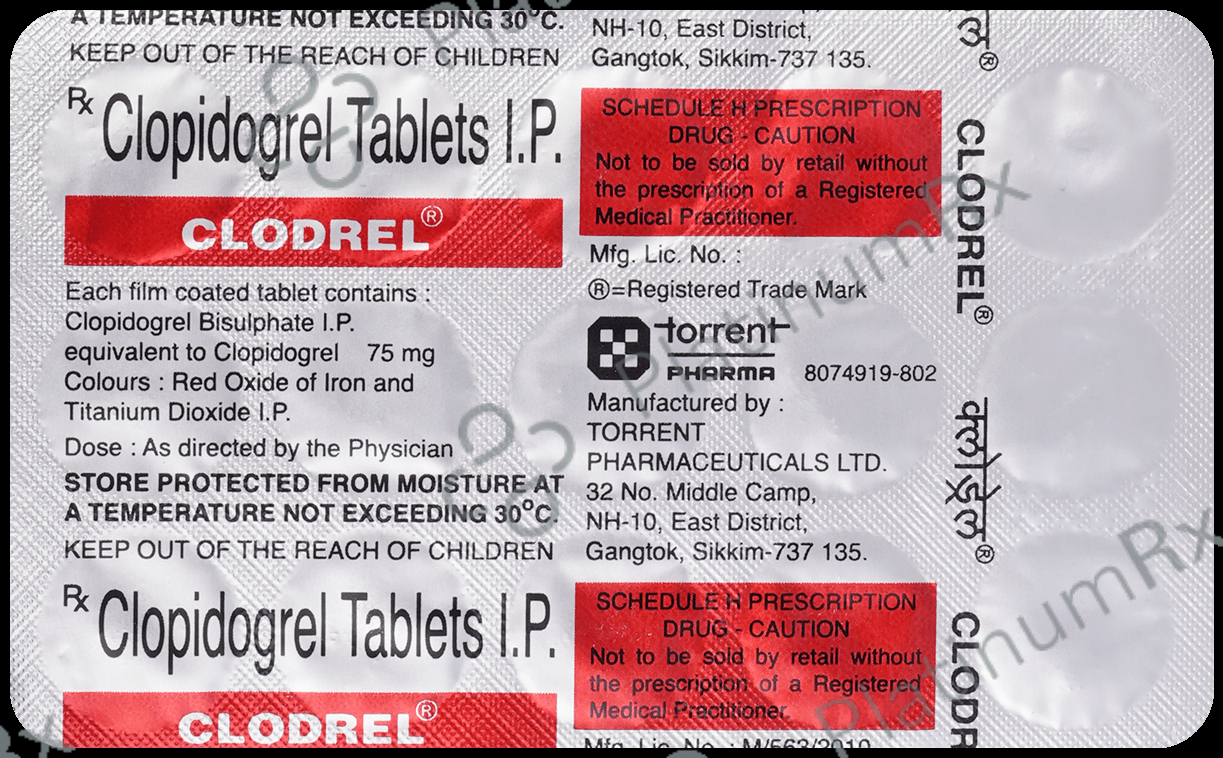 A TEMPERATURE NOT EXCEEDING 30°C.
KEEP OUT OF THE REACH OF CHILDREN
Rx Clopidogrel Tablets I.P.
CLODREL®
Each film coated tablet contains :
Clopidogrel Bisulphate I.P.
equivalent to Clopidogrel 75 mg
Colours : Red Oxide of Iron and
Titanium Dioxide I.P.
Dose : As directed by the Physician
STORE PROTECTED FROM MOISTURE AT
A TEMPERATURE NOT EXCEEDING 30°C.
KEEP OUT OF THE REACH OF CHILDREN
Rx Clopidogrel Tablets I.P.
CLODREL®
NH-10, East District,
Gangtok, Sikkim-737 135.
SCHEDULE H PRESCRIPTION
DRUG - CAUTION
Not to be sold by retail without
the prescription of a Registered
Medical Practitioner.
Mfg. Lic. No. :
®=Registered Trade Mark
torrent
PHARMA 8074919-802
Manufactured by :
TORRENT
PHARMACEUTICALS LTD.
32 No. Middle Camp,
NH-10, East District,
Gangtok, Sikkim-737 135.
SCHEDULE H PRESCRIPTION
DRUG - CAUTION
Not to be sold by retail without
the prescription of a Registered
Medical Practitioner.
Mfg. Lic. No. : M/563/2010
CLODREL®
क्लोड्रेल®
CLODR
PlatinumRx
PlatinumRx